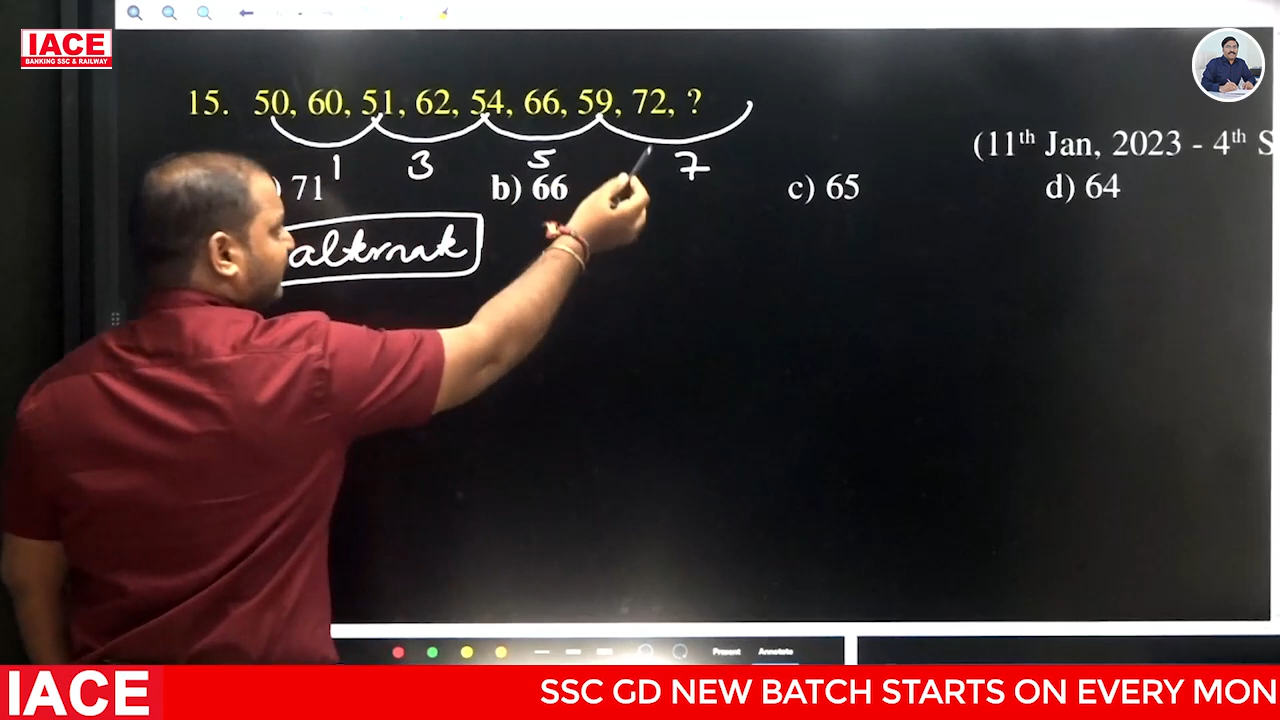 IACE
BANKING SSC & RAILWAY
15. 50, 60, 51, 62, 54, 66, 59, 72, ?
(11th Jan, 2023 - 4th S
1 3 5 7
) 71 b) 66 c) 65 d) 64
alternate
Present Annotate
IACE SSC GD NEW BATCH STARTS ON EVERY MON